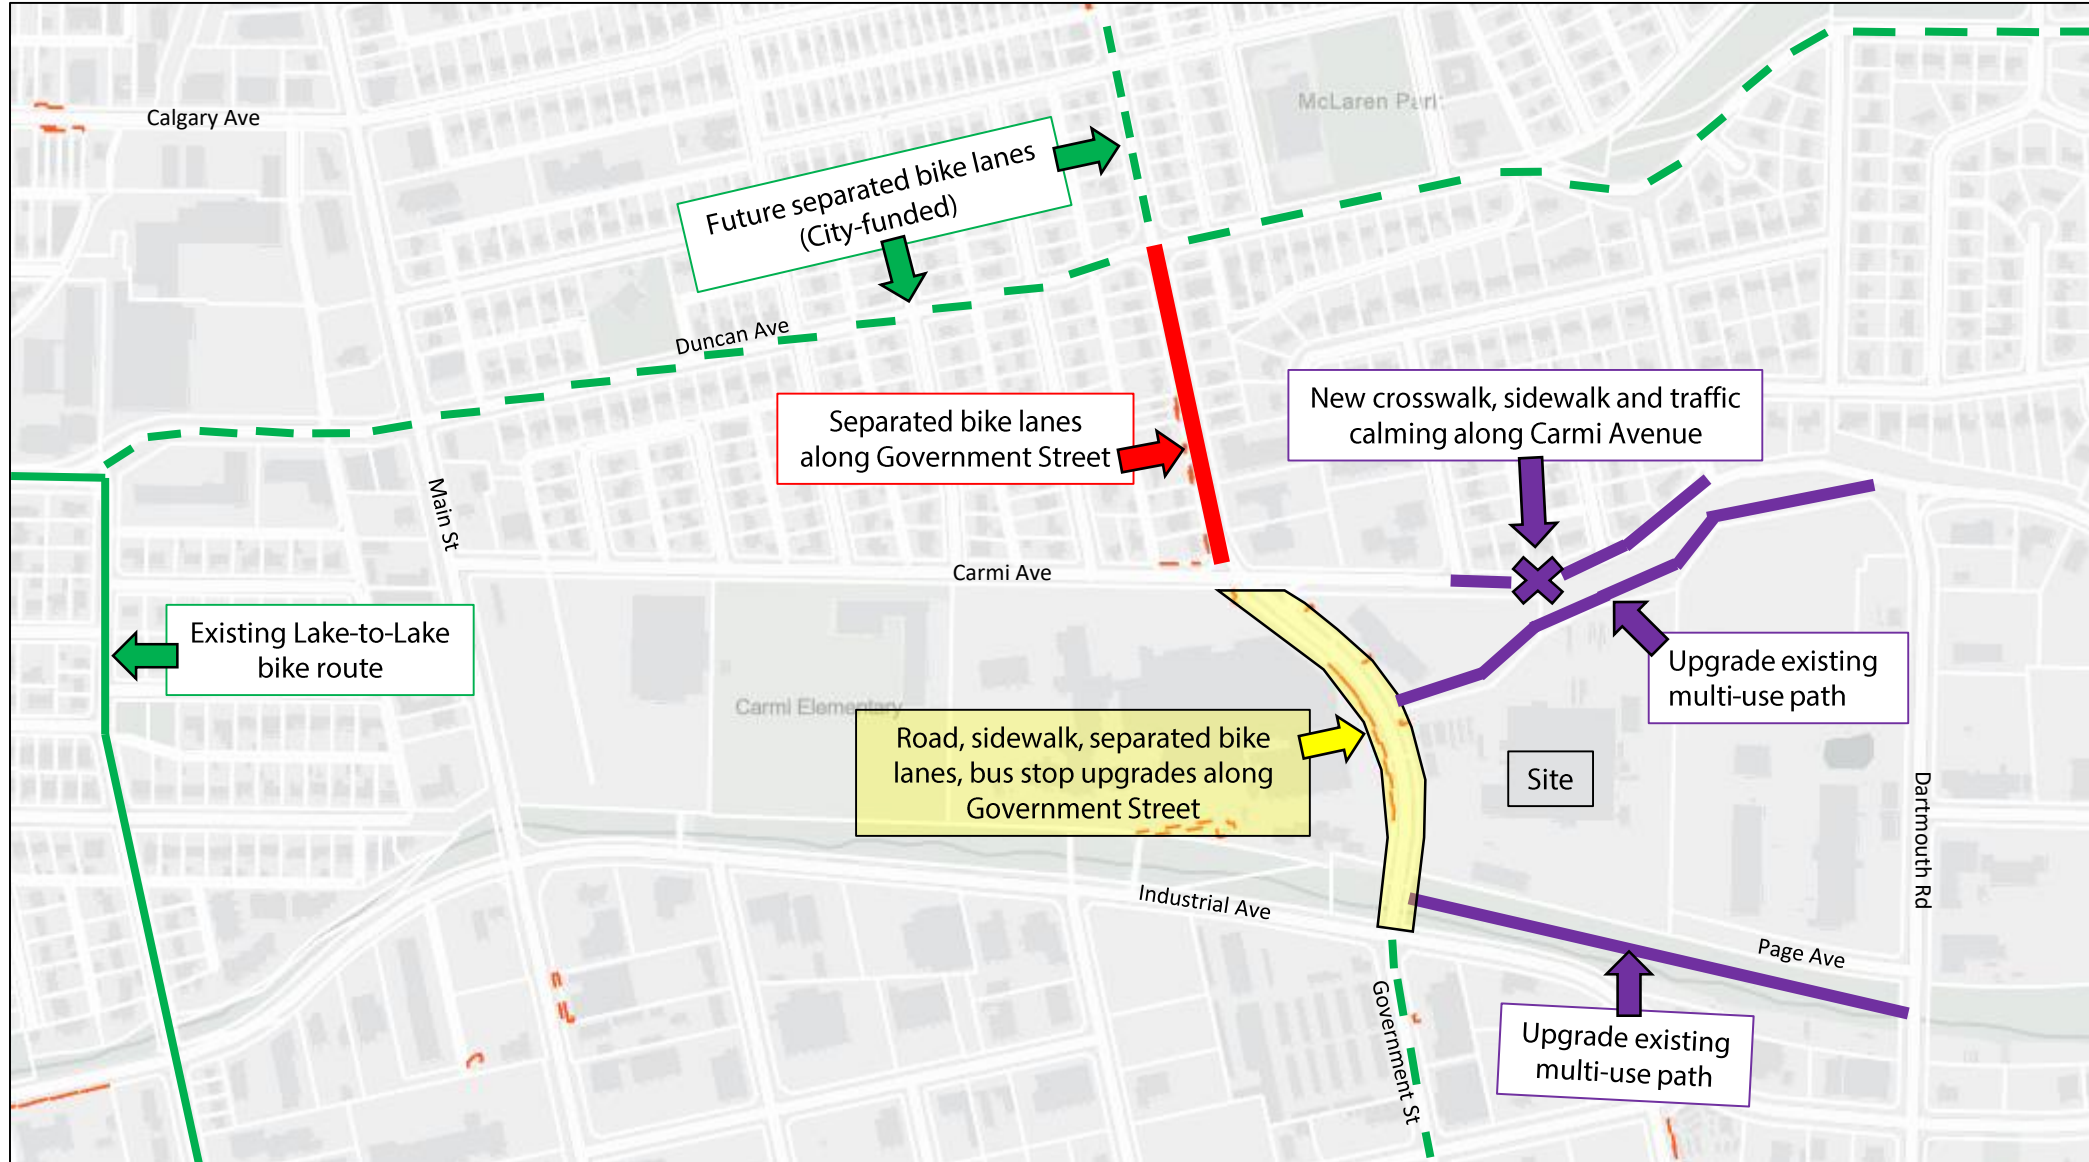 Calgary Ave
McLaren Park
Future separated bike lanes
(City-funded)
Duncan Ave
Separated bike lanes
along Government Street
New crosswalk, sidewalk and traffic
calming along Carmi Avenue
Main St
Carmi Ave
Existing Lake-to-Lake
bike route
Upgrade existing
multi-use path
Carmi Elementary
Road, sidewalk, separated bike
lanes, bus stop upgrades along
Government Street
Site
Dartmouth Rd
Industrial Ave
Page Ave
Government St
Upgrade existing
multi-use path